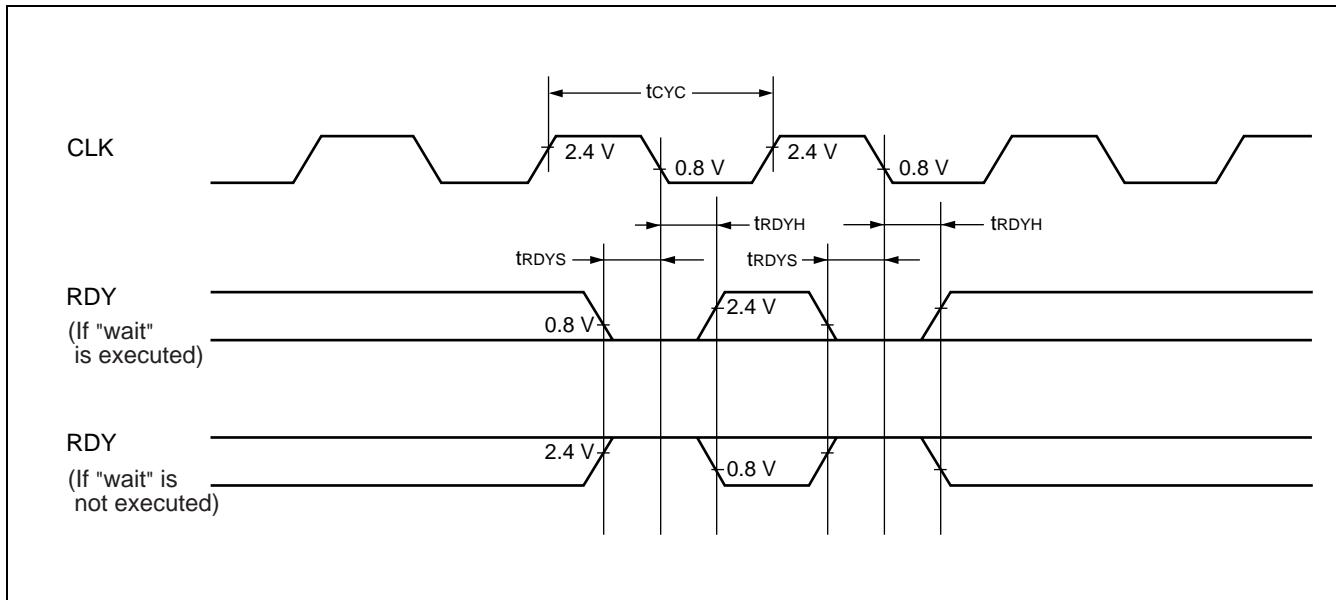 tCYC
CLK
2.4 V
0.8 V
2.4 V
0.8 V
tRDYH
tRDYH
tRDYS
tRDYS
RDY
(If "wait"
is executed)
0.8 V
2.4 V
RDY
(If "wait" is
not executed)
2.4 V
0.8 V